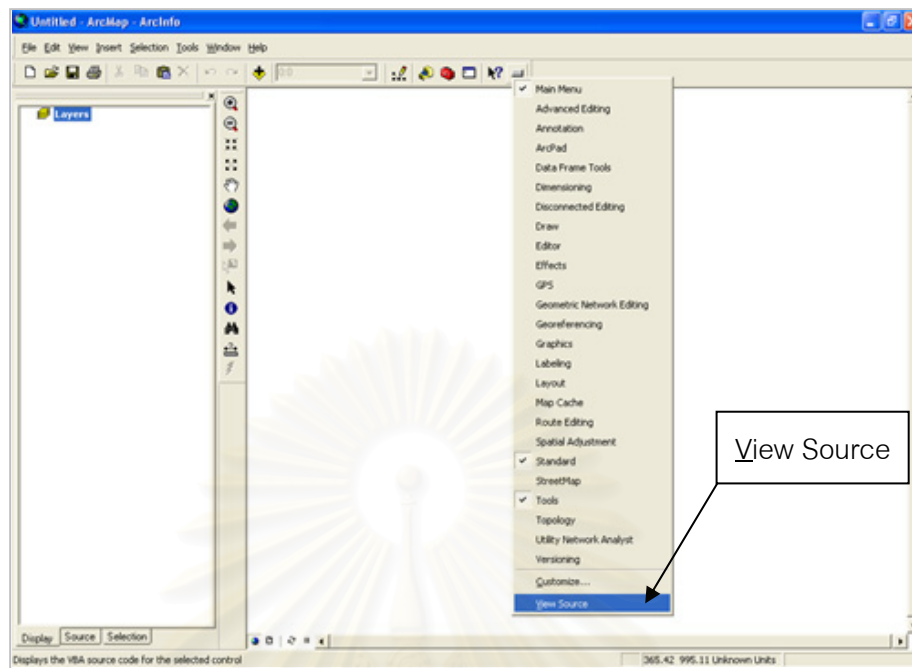 Untitled - ArcMap - ArcInfo
File Edit View Insert Selection Tools Window Help
0:0
Layers
Main Menu
Advanced Editing
Annotation
ArcPad
Data Frame Tools
Dimensioning
Disconnected Editing
Draw
Editor
Effects
GPS
Geometric Network Editing
Georeferencing
Graphics
Labeling
Layout
Map Cache
Route Editing
Spatial Adjustment
Standard
StreetMap
Tools
Topology
Utility Network Analyst
Versioning
Customize...
View Source
View Source
Display Source Selection
Displays the VBA source code for the selected control
365.42 995.11 Unknown Units